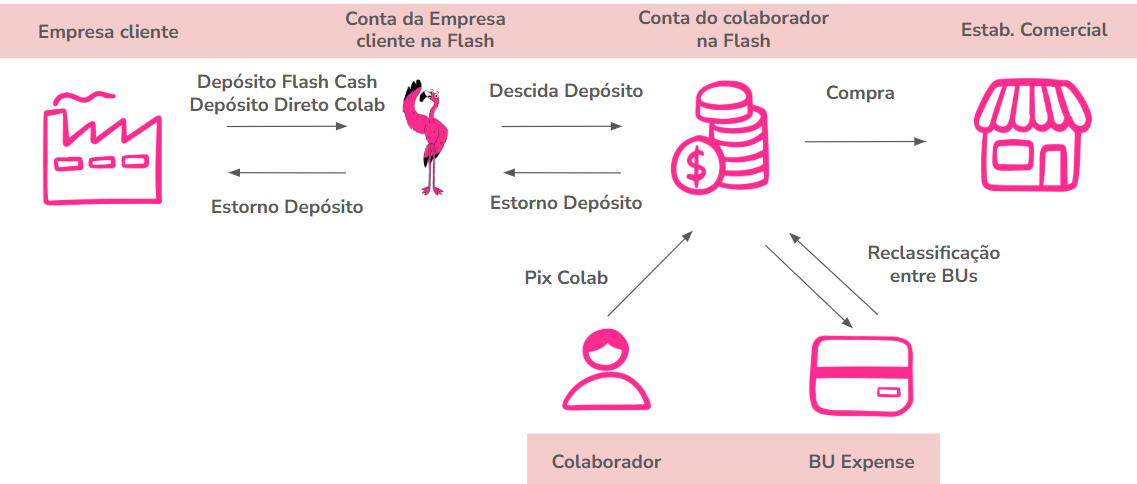 Empresa cliente
Conta da Empresa
cliente na Flash
Conta do colaborador
na Flash
Estab. Comercial
Depósito Flash Cash
Depósito Direto Colab
Descida Depósito
Compra
Estorno Depósito
Estorno Depósito
Pix Colab
Reclassificação
entre BUs
$
Colaborador
BU Expense